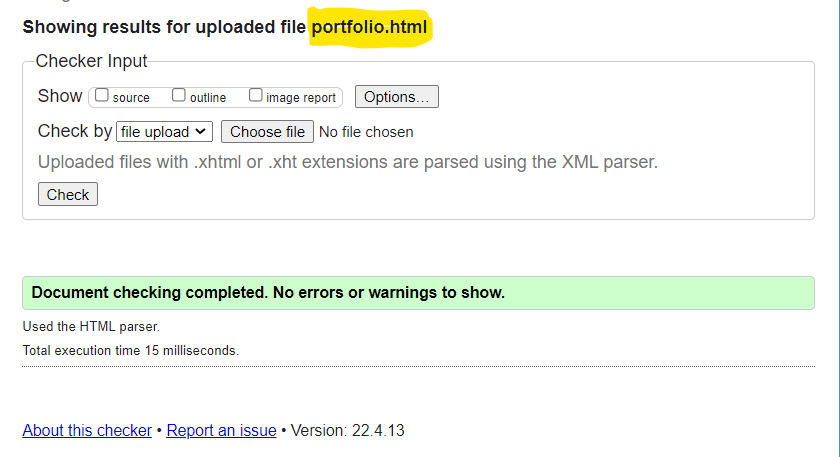 Showing results for uploaded file portfolio.html
Checker Input
Show source outline image report Options...
Check by file upload Choose file No file chosen
Uploaded files with .xhtml or .xht extensions are parsed using the XML parser.
Check
Document checking completed. No errors or warnings to show.
Used the HTML parser.
Total execution time 15 milliseconds.
About this checker • Report an issue • Version: 22.4.13